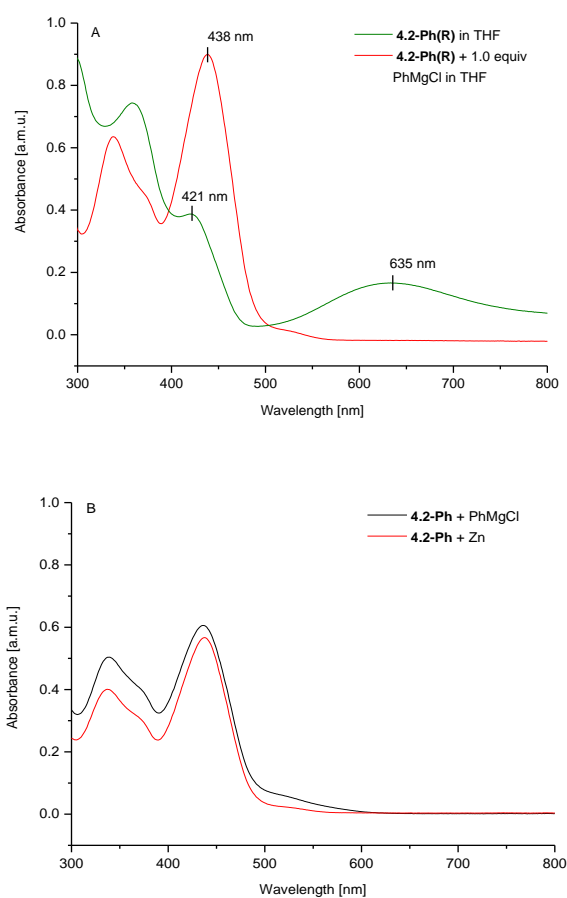 A
438 nm
4.2-Ph(R) in THF
4.2-Ph(R) + 1.0 equiv
PhMgCl in THF
421 nm
635 nm
1.0
0.8
0.6
0.4
0.2
0.0
Absorbance [a.m.u.]
300 400 500 600 700 800
Wavelength [nm]
B
4.2-Ph + PhMgCl
4.2-Ph + Zn
1.0
0.8
0.6
0.4
0.2
0.0
Absorbance [a.m.u.]
300 400 500 600 700 800
Wavelength [nm]